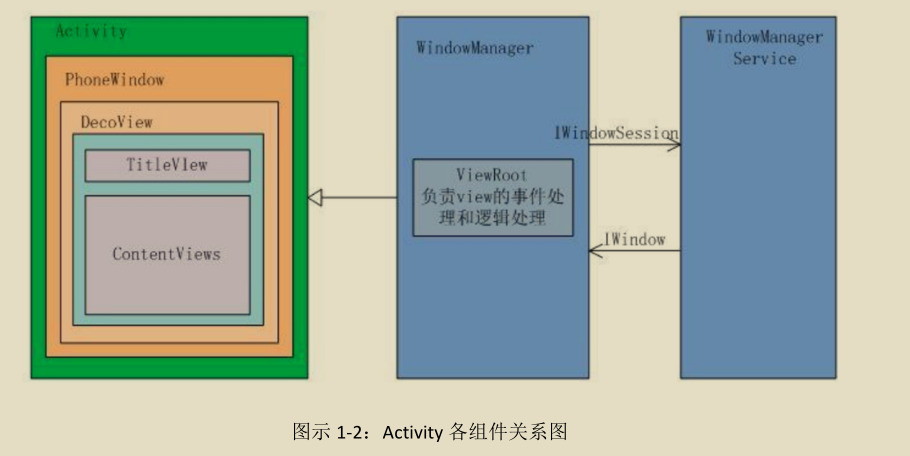 Activity
PhoneWindow
DecoView
TitleVIew
ContentViews
WindowManager
ViewRoot
负责view的事件处
理和逻辑处理
IWindowSession
IWindow
WindowManager
Service
图示 1-2：Activity 各组件关系图